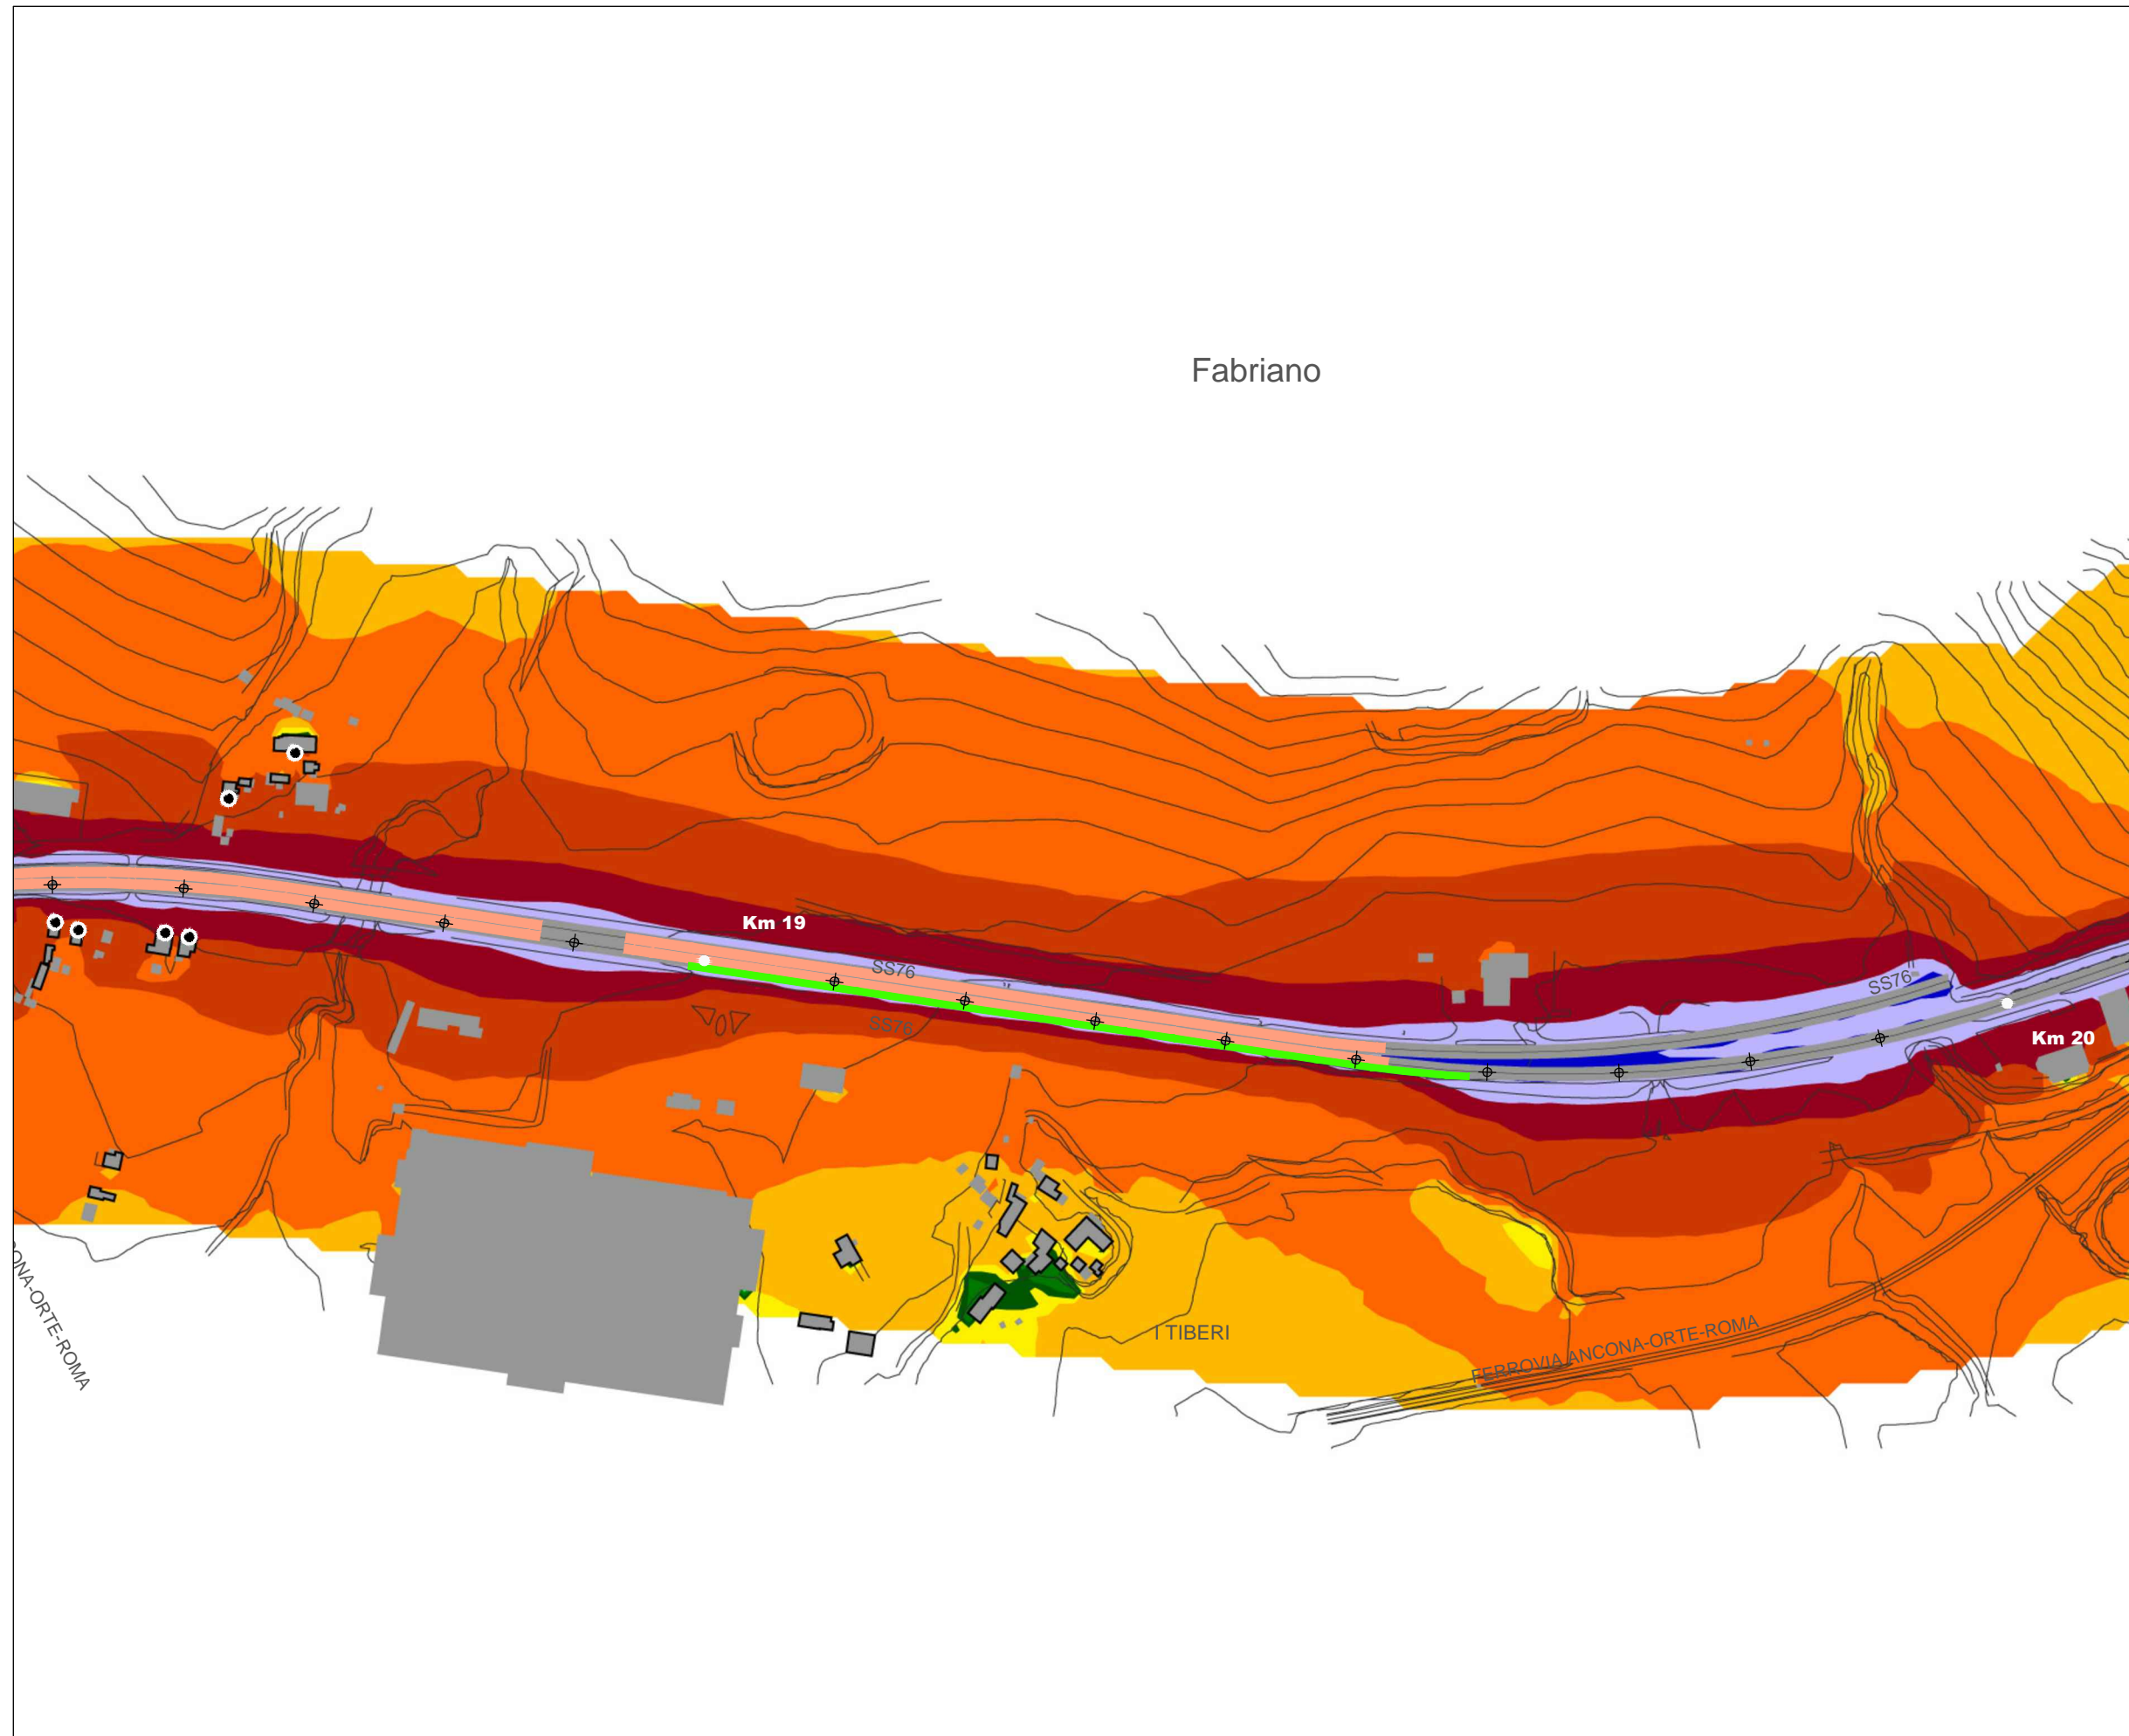 Fabriano
Km 19
SS76
SS76
SS76
Km 20
ONA-ORTE-ROMA
I TIBERI
FERROVIA ANCONA-ORTE-ROMA